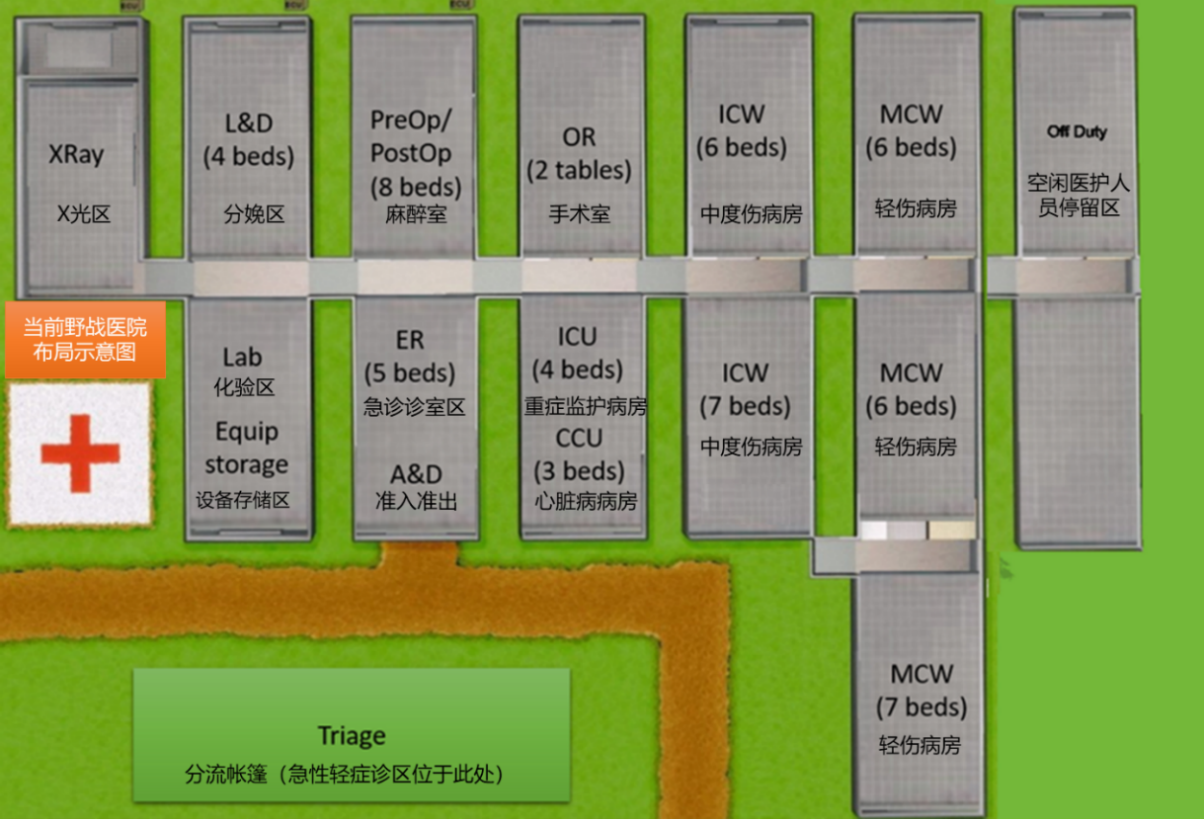 XRay
X光区
L&D
(4 beds)
分娩区
PreOp/
PostOp
(8 beds)
麻醉室
OR
(2 tables)
手术室
ICW
(6 beds)
中度伤病房
MCW
(6 beds)
轻伤病房
Off Duty
空闲医护人
员停留区
当前野战医院
布局示意图
Lab
化验区
Equip
storage
设备存储区
ER
(5 beds)
急诊诊室区
A&D
准入准出
ICU
(4 beds)
重症监护病房
CCU
(3 beds)
心脏病病房
ICW
(7 beds)
中度伤病房
MCW
(6 beds)
轻伤病房
MCW
(7 beds)
轻伤病房
Triage
分流帐篷（急性轻症诊区位于此处）